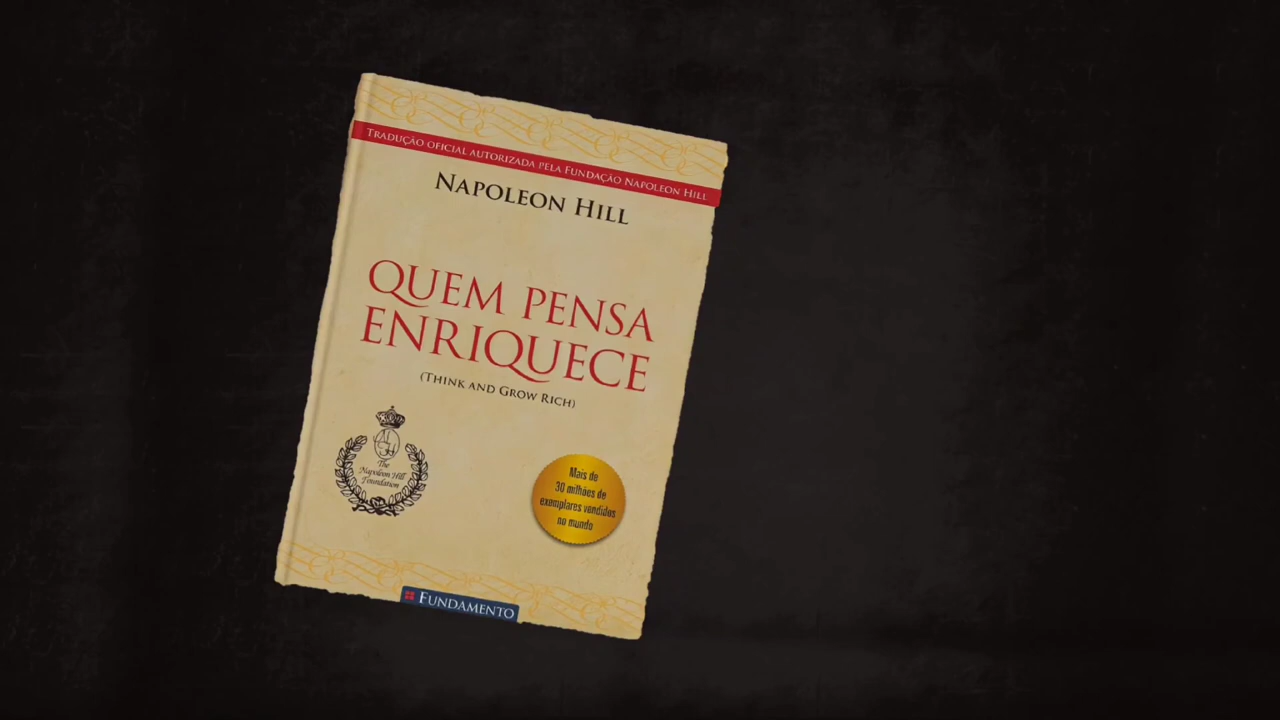 TRADUÇÃO OFICIAL AUTORIZADA PELA FUNDAÇÃO NAPOLEON HILL
NAPOLEON HILL
QUEM PENSA
ENRIQUECE
(THINK AND GROW RICH)
The
Napoleon Hill
Foundation
Mais de
30 milhões de
exemplares vendidos
no mundo
FUNDAMENTO